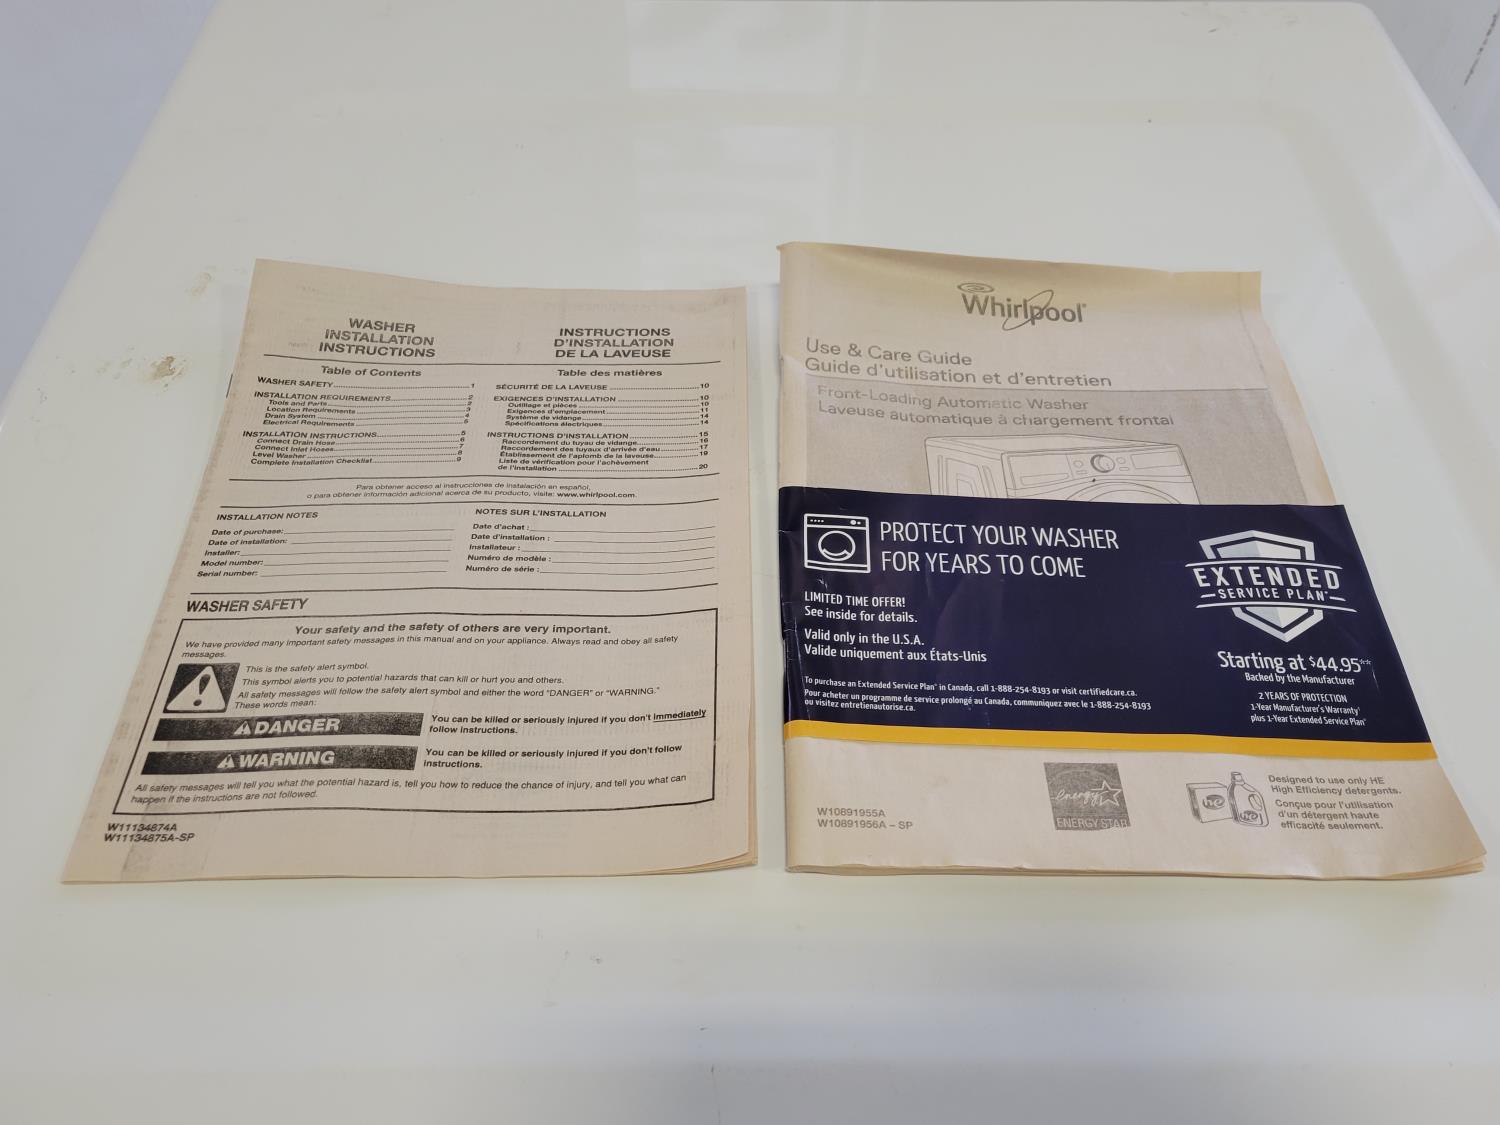 WASHER
INSTALLATION
INSTRUCTIONS
Table of Contents
WASHER SAFETY..........1
INSTALLATION REQUIREMENTS..........2
Tools and Parts..........2
Location Requirements..........3
Drain System..........4
Electrical Requirements..........5
INSTALLATION INSTRUCTIONS..........5
Connect Drain Hose..........6
Connect Inlet Hoses..........7
Level Washer..........8
Complete Installation Checklist..........9
INSTRUCTIONS
D'INSTALLATION
DE LA LAVEUSE
Table des matières
SÉCURITÉ DE LA LAVEUSE..........10
EXIGENCES D'INSTALLATION..........10
Outillage et pièces..........10
Exigences d'emplacement..........11
Système de vidange..........14
Spécifications électriques..........14
INSTRUCTIONS D'INSTALLATION..........15
Raccordement du tuyau de vidange..........16
Raccordement des tuyaux d'arrivée d'eau..........17
Établissement de l'aplomb de la laveuse..........19
Liste de vérification pour l'achèvement
de l'installation..........20
Para obtener acceso al instrucciones de instalación en español,
o para obtener información adicional acerca de su producto, visite: www.whirlpool.com.
INSTALLATION NOTES
Date of purchase:
Date of installation:
Installer:
Model number:
Serial number:
NOTES SUR L'INSTALLATION
Date d'achat :
Date d'installation :
Installateur :
Numéro de modèle :
Numéro de série :
WASHER SAFETY
Your safety and the safety of others are very important.
We have provided many important safety messages in this manual and on your appliance. Always read and obey all safety
messages.
This is the safety alert symbol.
This symbol alerts you to potential hazards that can kill or hurt you and others.
All safety messages will follow the safety alert symbol and either the word "DANGER" or "WARNING."
These words mean:
DANGER
You can be killed or seriously injured if you don't immediately
follow instructions.
WARNING
You can be killed or seriously injured if you don't follow
instructions.
All safety messages will tell you what the potential hazard is, tell you how to reduce the chance of injury, and tell you what can
happen if the instructions are not followed.
W11134874A
W11134875A-SP
Whirlpool
Use & Care Guide
Guide d'utilisation et d'entretien
Front-Loading Automatic Washer
Laveuse automatique à chargement frontal
PROTECT YOUR WASHER
FOR YEARS TO COME
LIMITED TIME OFFER!
See inside for details.
Valid only in the U.S.A.
Valide uniquement aux États-Unis
To purchase an Extended Service Plan* in Canada, call 1-888-254-8193 or visit certifiedcare.ca.
Pour acheter un programme de service prolongé au Canada, communiquez avec le 1-888-254-8193
ou visitez entretienautorise.ca.
EXTENDED
SERVICE PLAN*
Starting at $44.95**
Backed by the Manufacturer
2 YEARS OF PROTECTION
1-Year Manufacturer's Warranty†
plus 1-Year Extended Service Plan*
W10891955A
W10891956A – SP
energy
ENERGY STAR
he
he
Designed to use only HE
High Efficiency detergents.
Conçue pour l'utilisation
d'un détergent haute
efficacité seulement.